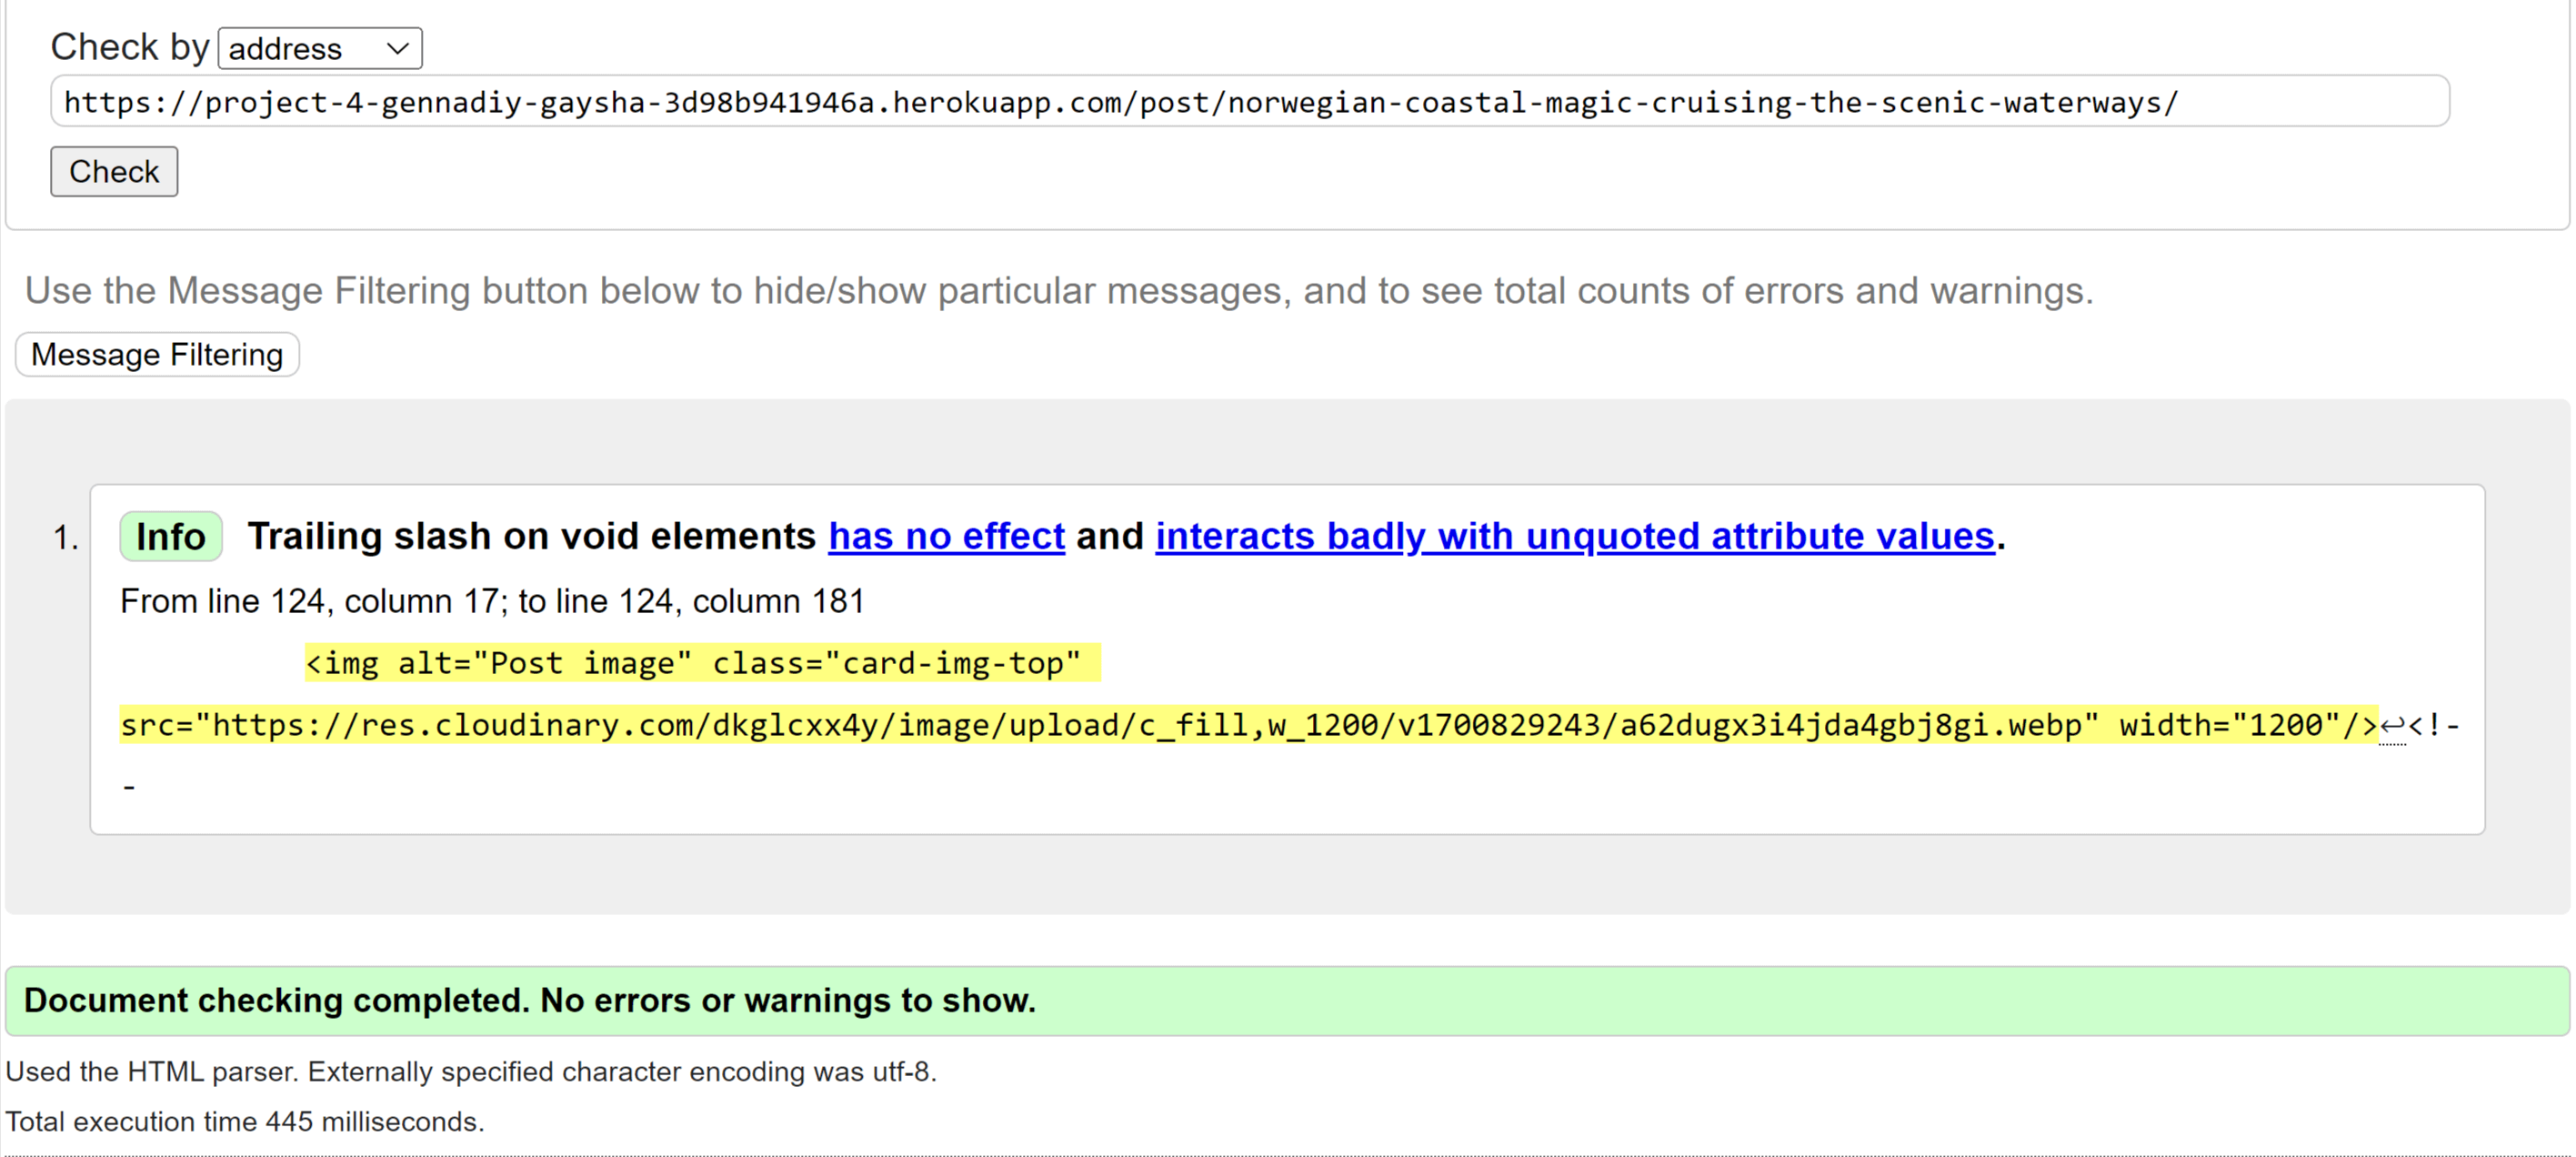 Check by address
https://project-4-gennadiy-gaysha-3d98b941946a.herokuapp.com/post/norwegian-coastal-magic-cruising-the-scenic-waterways/
Check
Use the Message Filtering button below to hide/show particular messages, and to see total counts of errors and warnings.
Message Filtering
1. Info Trailing slash on void elements has no effect and interacts badly with unquoted attribute values.
From line 124, column 17; to line 124, column 181
<img alt="Post image" class="card-img-top"
src="https://res.cloudinary.com/dkglcxx4y/image/upload/c_fill,w_1200/v1700829243/a62dugx3i4jda4gbj8gi.webp" width="1200"/>↩<!-
-
Document checking completed. No errors or warnings to show.
Used the HTML parser. Externally specified character encoding was utf-8.
Total execution time 445 milliseconds.